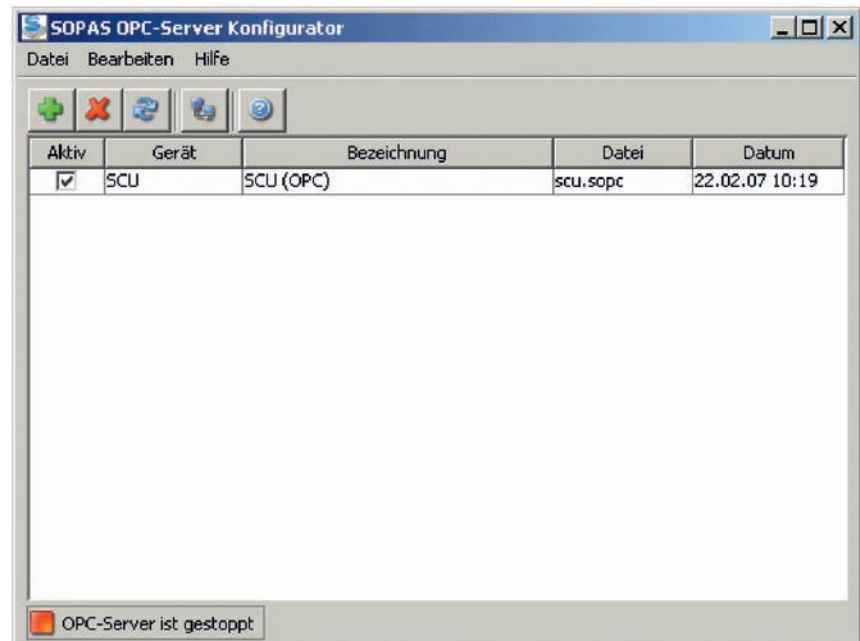 SOPAS OPC-Server Konfigurator
Datei Bearbeiten Hilfe
Aktiv Gerät Bezeichnung Datei Datum
SCU SCU (OPC) scu.sopc 22.02.07 10:19
OPC-Server ist gestoppt